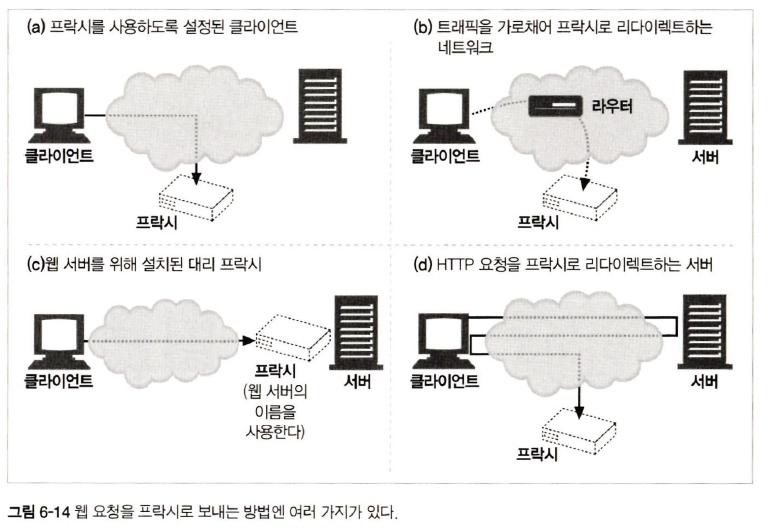 (a) 프락시를 사용하도록 설정된 클라이언트
클라이언트
프락시
(b) 트래픽을 가로채어 프락시로 리다이렉트하는
네트워크
라우터
클라이언트
서버
프락시
(c)웹 서버를 위해 설치된 대리 프락시
클라이언트
프락시
(웹 서버의
이름을
사용한다)
서버
(d) HTTP 요청을 프락시로 리다이렉트하는 서버
클라이언트
서버
프락시
그림 6-14 웹 요청을 프락시로 보내는 방법엔 여러 가지가 있다.